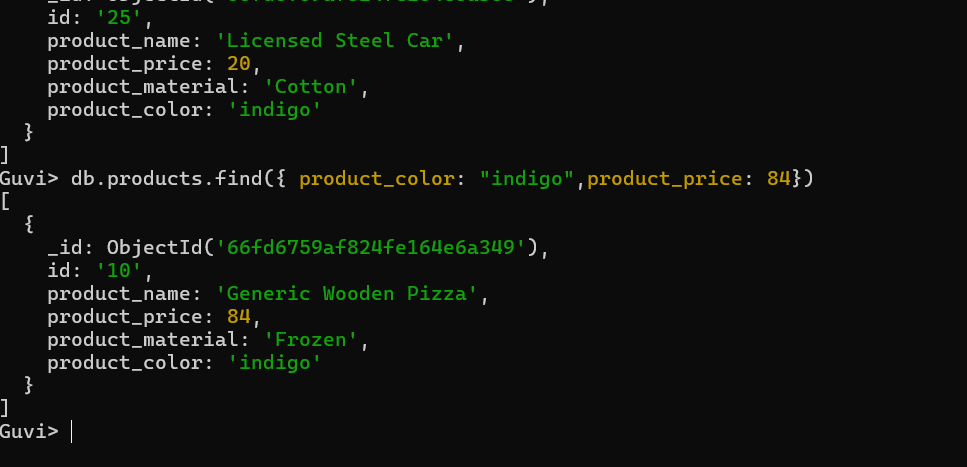 id: '25',
product_name: 'Licensed Steel Car',
product_price: 20,
product_material: 'Cotton',
product_color: 'indigo'
}
]
Guvi> db.products.find({ product_color: "indigo",product_price: 84})
[
{
_id: ObjectId('66fd6759af824fe164e6a349'),
id: '10',
product_name: 'Generic Wooden Pizza',
product_price: 84,
product_material: 'Frozen',
product_color: 'indigo'
}
]
Guvi>